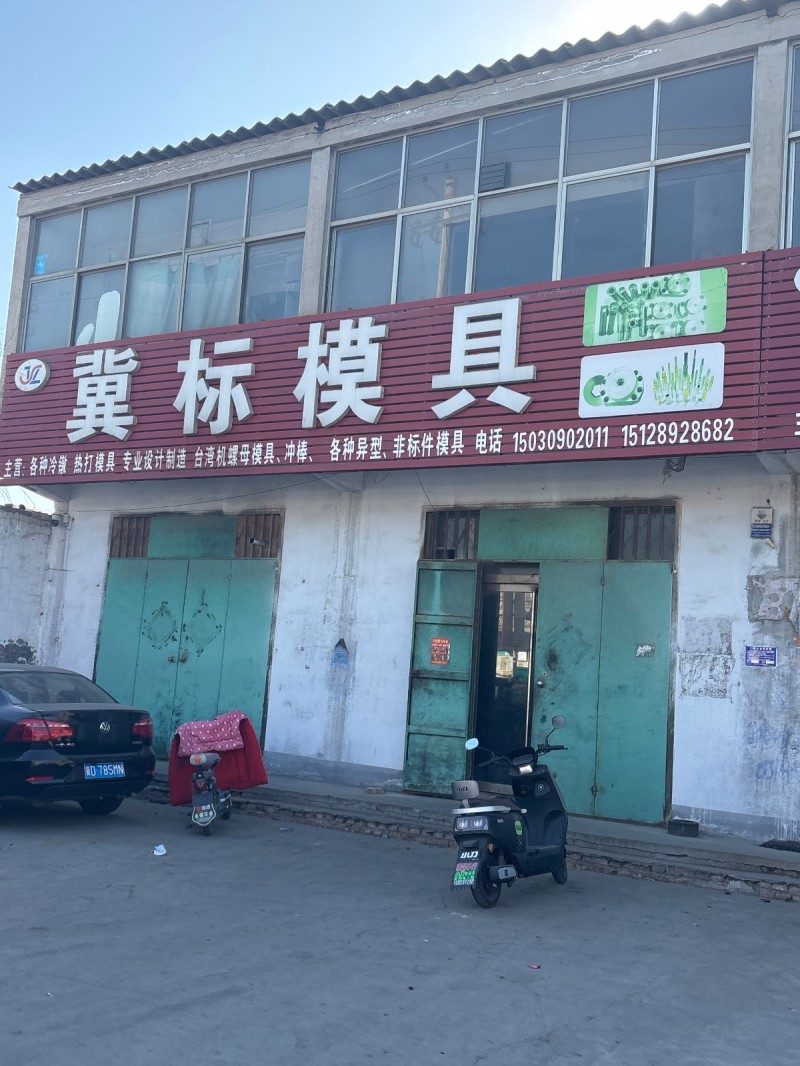 冀标模具
主营:各种冷镦 热打模具 专业设计制造 台湾机螺母模具、冲棒、 各种异型、非标件模具 电话 15030902011 15128928682
冀D·785MN